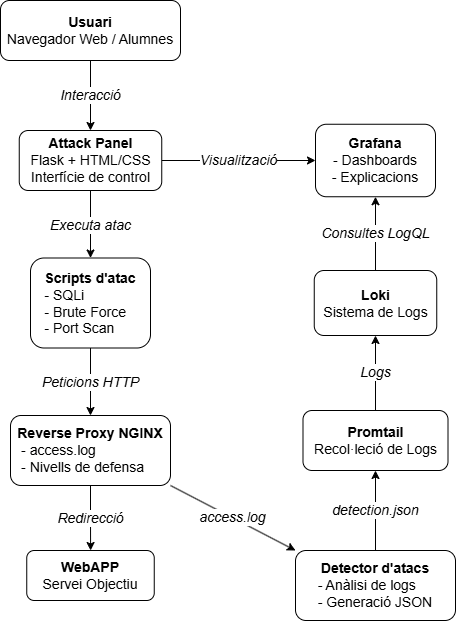 Usuari
Navegador Web / Alumnes
Interacció
Attack Panel
Flask + HTML/CSS
Interfície de control
Visualització
Grafana
- Dashboards
- Explicacions
Executa atac
Consultes LogQL
Scripts d'atac
- SQLi
- Brute Force
- Port Scan
Loki
Sistema de Logs
Peticions HTTP
Logs
Reverse Proxy NGINX
- access.log
- Nivells de defensa
Promtail
Recol·leció de Logs
Redirecció
access.log
detection.json
WebAPP
Servei Objectiu
Detector d'atacs
- Anàlisi de logs
- Generació JSON